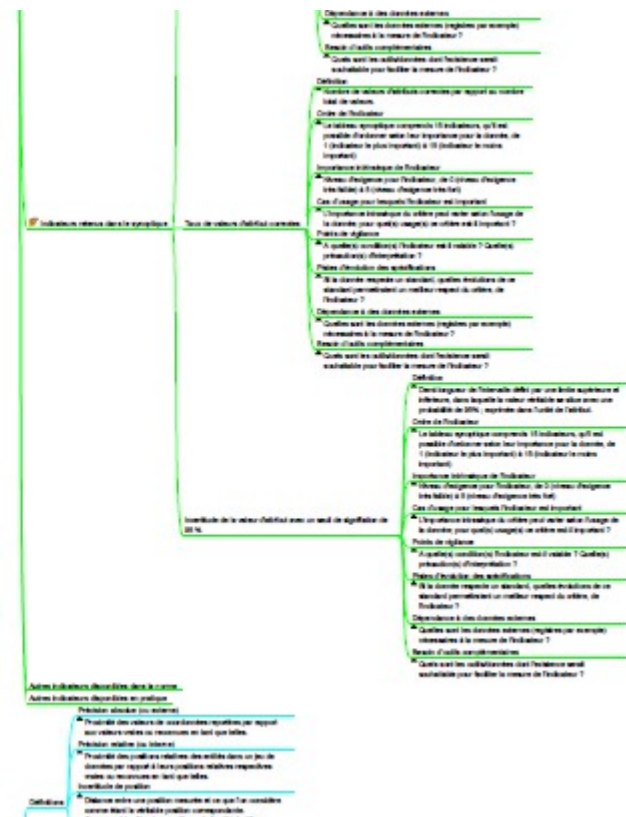 Dépendance à des données externes
Quelles sont les données externes (registres par exemple)
nécessaires à la mesure de l'indicateur ?
Besoin d'outils complémentaires
Quels sont les outils/données dont l'existence serait
souhaitable pour faciliter la mesure de l'indicateur ?
Définition
Nombre de valeurs d'attributs correctes par rapport au nombre
total de valeurs.
Ordre de l'indicateur
Le tableau synoptique comprends 15 indicateurs, qu'il est
possible d'ordonner selon leur importance pour la donnée, de
1 (indicateur le plus important) à 15 (indicateur le moins
important)
Importance intrinsèque de l'indicateur
Niveau d'exigence pour l'indicateur, de 0 (niveau d'exigence
très faible) à 5 (niveau d'exigence très fort)
Cas d'usage pour lesquels l'indicateur est important
L'importance intrinsèque du critère peut varier selon l'usage de
la donnée; pour quel(s) usage(s) ce critère est-il important ?
Points de vigilance
A quelle(s) condition(s) l'indicateur est-il valable ? Quelle(s)
précaution(s) d'interprétation ?
Pistes d'évolution des spécifications
Si la donnée respecte un standard, quelles évolutions de ce
standard permettraient un meilleur respect du critère, de
l'indicateur ?
Dépendance à des données externes
Quelles sont les données externes (registres par exemple)
nécessaires à la mesure de l'indicateur ?
Besoin d'outils complémentaires
Quels sont les outils/données dont l'existence serait
souhaitable pour faciliter la mesure de l'indicateur ?
Indicateurs retenus dans le synoptique
Taux de valeurs d'attribut correctes
Définition
Demi-longueur de l'intervalle défini par une limite supérieure et
inférieure, dans laquelle la valeur véritable se situe avec une
probabilité de 95% ; exprimée dans l'unité de l'attribut.
Ordre de l'indicateur
Le tableau synoptique comprends 15 indicateurs, qu'il est
possible d'ordonner selon leur importance pour la donnée, de
1 (indicateur le plus important) à 15 (indicateur le moins
important)
Importance intrinsèque de l'indicateur
Niveau d'exigence pour l'indicateur, de 0 (niveau d'exigence
très faible) à 5 (niveau d'exigence très fort)
Cas d'usage pour lesquels l'indicateur est important
L'importance intrinsèque du critère peut varier selon l'usage de
la donnée; pour quel(s) usage(s) ce critère est-il important ?
Points de vigilance
A quelle(s) condition(s) l'indicateur est-il valable ? Quelle(s)
précaution(s) d'interprétation ?
Pistes d'évolution des spécifications
Si la donnée respecte un standard, quelles évolutions de ce
standard permettraient un meilleur respect du critère, de
l'indicateur ?
Dépendance à des données externes
Quelles sont les données externes (registres par exemple)
nécessaires à la mesure de l'indicateur ?
Besoin d'outils complémentaires
Quels sont les outils/données dont l'existence serait
souhaitable pour faciliter la mesure de l'indicateur ?
Incertitude de la valeur d'attribut avec un seuil de signification de
95 %
Autres indicateurs disponibles dans la norme
Autres indicateurs disponibles en pratique
Précision absolue (ou externe)
Proximité des valeurs de coordonnées reportées par rapport
aux valeurs vraies ou reconnues en tant que telles.
Précision relative (ou interne)
Proximité des positions relatives des entités dans un jeu de
données par rapport à leurs positions relatives respectives
vraies ou reconnues en tant que telles.
Incertitude de position
Distance entre une position mesurée et ce que l'on considère
comme étant la véritable position correspondante.
Définitions